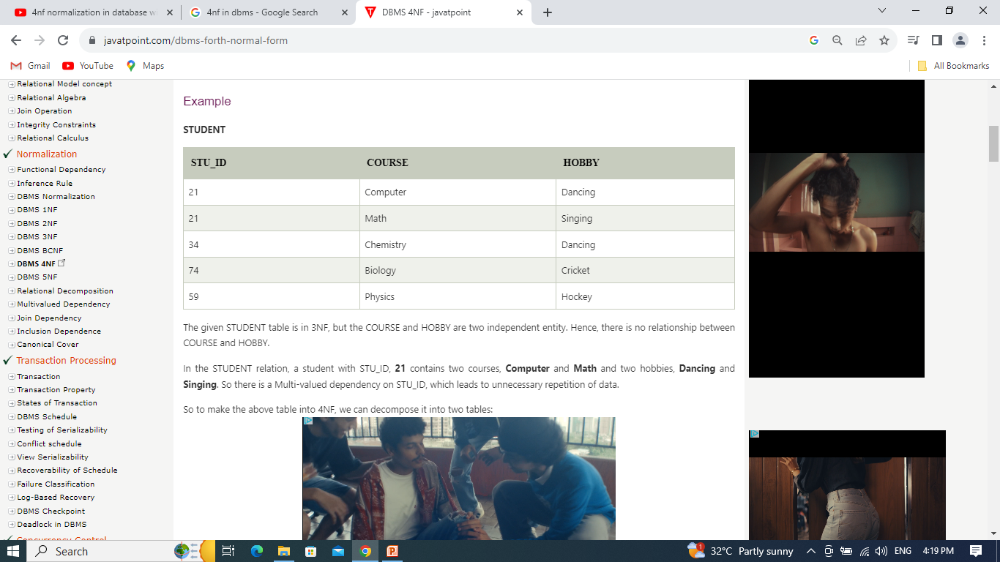 4nf normalization in database w
4nf in dbms - Google Search
DBMS 4NF - javatpoint
javatpoint.com/dbms-forth-normal-form
Gmail
YouTube
Maps
All Bookmarks
Relational Model concept
Relational Algebra
Join Operation
Integrity Constraints
Relational Calculus
Normalization
Functional Dependency
Inference Rule
DBMS Normalization
DBMS 1NF
DBMS 2NF
DBMS 3NF
DBMS BCNF
DBMS 4NF
DBMS 5NF
Relational Decomposition
Multivalued Dependency
Join Dependency
Inclusion Dependence
Canonical Cover
Transaction Processing
Transaction
Transaction Property
States of Transaction
DBMS Schedule
Testing of Serializability
Conflict schedule
View Serializability
Recoverability of Schedule
Failure Classification
Log-Based Recovery
DBMS Checkpoint
Deadlock in DBMS
Concurrency Control
Example
STUDENT
STU_ID COURSE HOBBY
21 Computer Dancing
21 Math Singing
34 Chemistry Dancing
74 Biology Cricket
59 Physics Hockey
The given STUDENT table is in 3NF, but the COURSE and HOBBY are two independent entity. Hence, there is no relationship between
COURSE and HOBBY.
In the STUDENT relation, a student with STU_ID, 21 contains two courses, Computer and Math and two hobbies, Dancing and
Singing. So there is a Multi-valued dependency on STU_ID, which leads to unnecessary repetition of data.
So to make the above table into 4NF, we can decompose it into two tables:
Search
1
32°C Partly sunny
ENG
4:19 PM